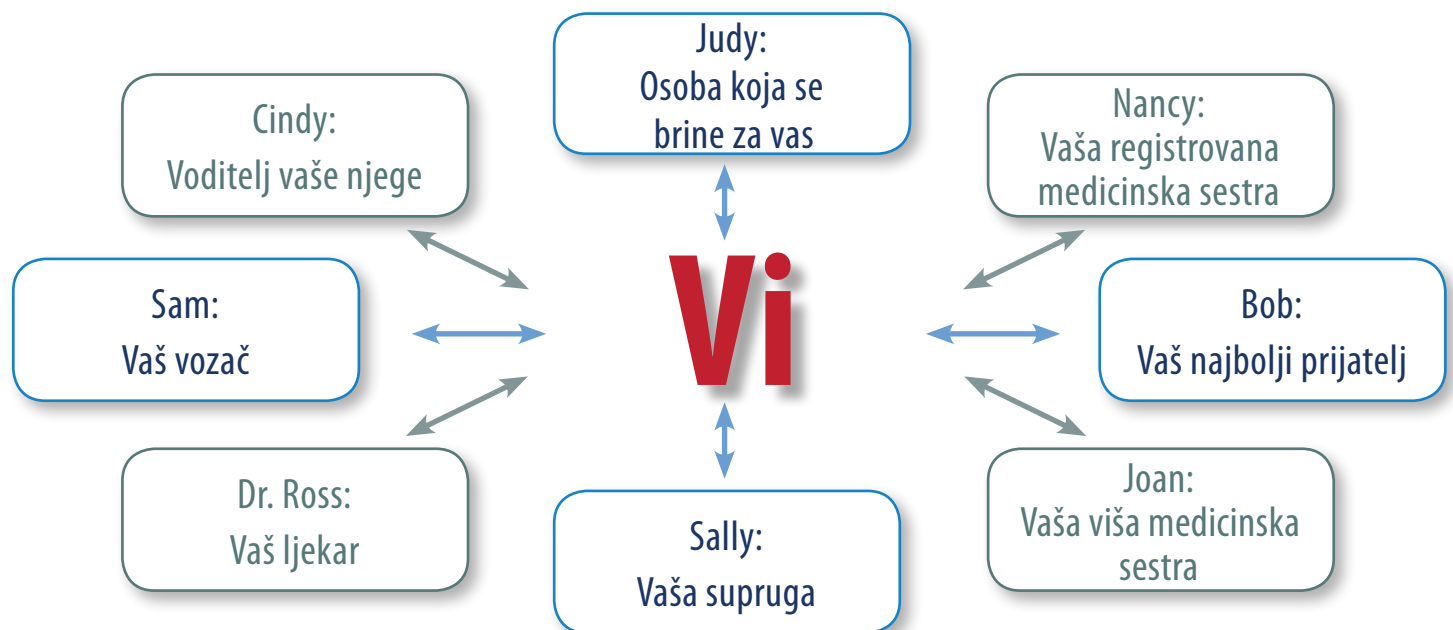 Judy:
Osoba koja se
brine za vas
Cindy:
Voditelj vaše njege
Nancy:
Vaša registrovana
medicinska sestra
Sam:
Vaš vozač
Vi
Bob:
Vaš najbolji prijatelj
Dr. Ross:
Vaš ljekar
Sally:
Vaša supruga
Joan:
Vaša viša medicinska
sestra